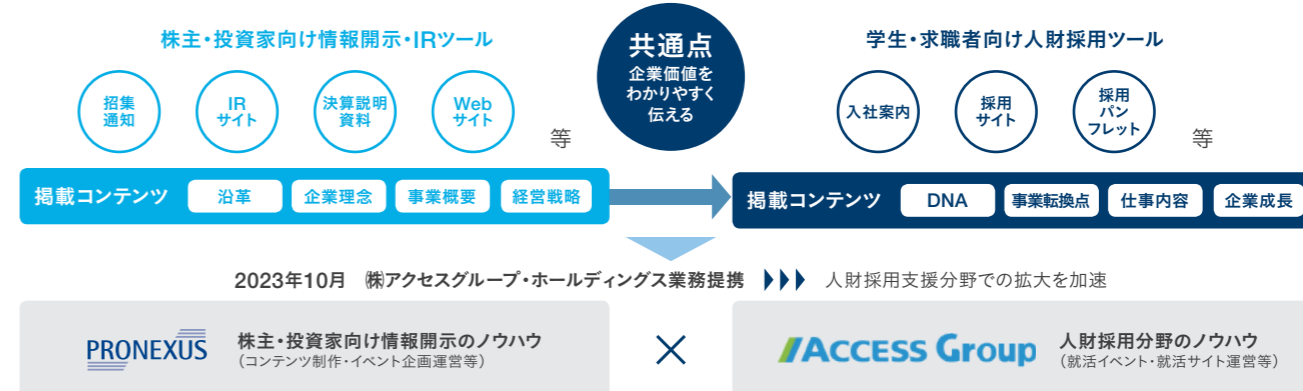 株主・投資家向け情報開示・IRツール
招集
通知
IR
サイト
決算説明
資料
Web
サイト
等
共通点
企業価値を
わかりやすく
伝える
学生・求職者向け人財採用ツール
入社案内
採用
サイト
採用
パン
フレット
等
掲載コンテンツ 沿革 企業理念 事業概要 経営戦略
掲載コンテンツ DNA 事業転換点 仕事内容 企業成長
2023年10月 ㈱アクセスグループ・ホールディングス業務提携 人財採用支援分野での拡大を加速
PRONEXUS
株主・投資家向け情報開示のノウハウ
（コンテンツ制作・イベント企画運営等）
×
ACCESS Group
人財採用分野のノウハウ
（就活イベント・就活サイト運営等）